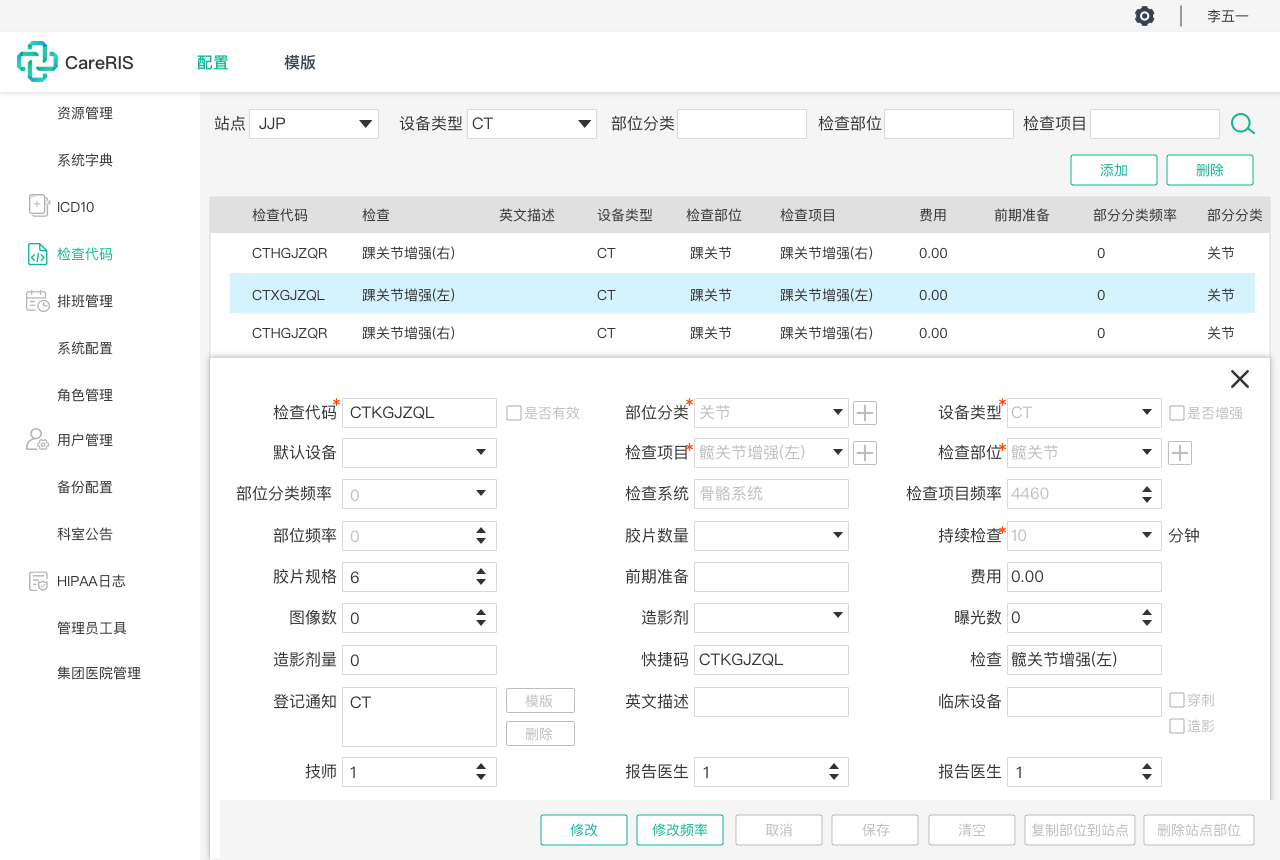 李五一
CareRIS 配置 模版
资源管理
系统字典
ICD10
检查代码
排班管理
系统配置
角色管理
用户管理
备份配置
科室公告
HIPAA日志
管理员工具
集团医院管理
站点 JJP 设备类型 CT 部位分类 检查部位 检查项目
添加 删除
检查代码 检查 英文描述 设备类型 检查部位 检查项目 费用 前期准备 部分分类频率 部分分类
CTHGJZQR 踝关节增强(右) CT 踝关节 踝关节增强(右) 0.00 0 关节
CTXGJZQL 踝关节增强(左) CT 踝关节 踝关节增强(左) 0.00 0 关节
CTHGJZQR 踝关节增强(右) CT 踝关节 踝关节增强(右) 0.00 0 关节
检查代码* CTKGJZQL 是否有效 部位分类* 关节 设备类型* CT 是否增强
默认设备 检查项目* 髋关节增强(左) 检查部位* 髋关节
部位分类频率 0 检查系统 骨骼系统 检查项目频率 4460
部位频率 0 胶片数量 持续检查* 10 分钟
胶片规格 6 前期准备 费用 0.00
图像数 0 造影剂 曝光数 0
造影剂量 0 快捷码 CTKGJZQL 检查 髋关节增强(左)
登记通知 CT 模版 英文描述 临床设备 穿刺
删除 造影
技师 1 报告医生 1 报告医生 1
修改 修改频率 取消 保存 清空 复制部位到站点 删除站点部位